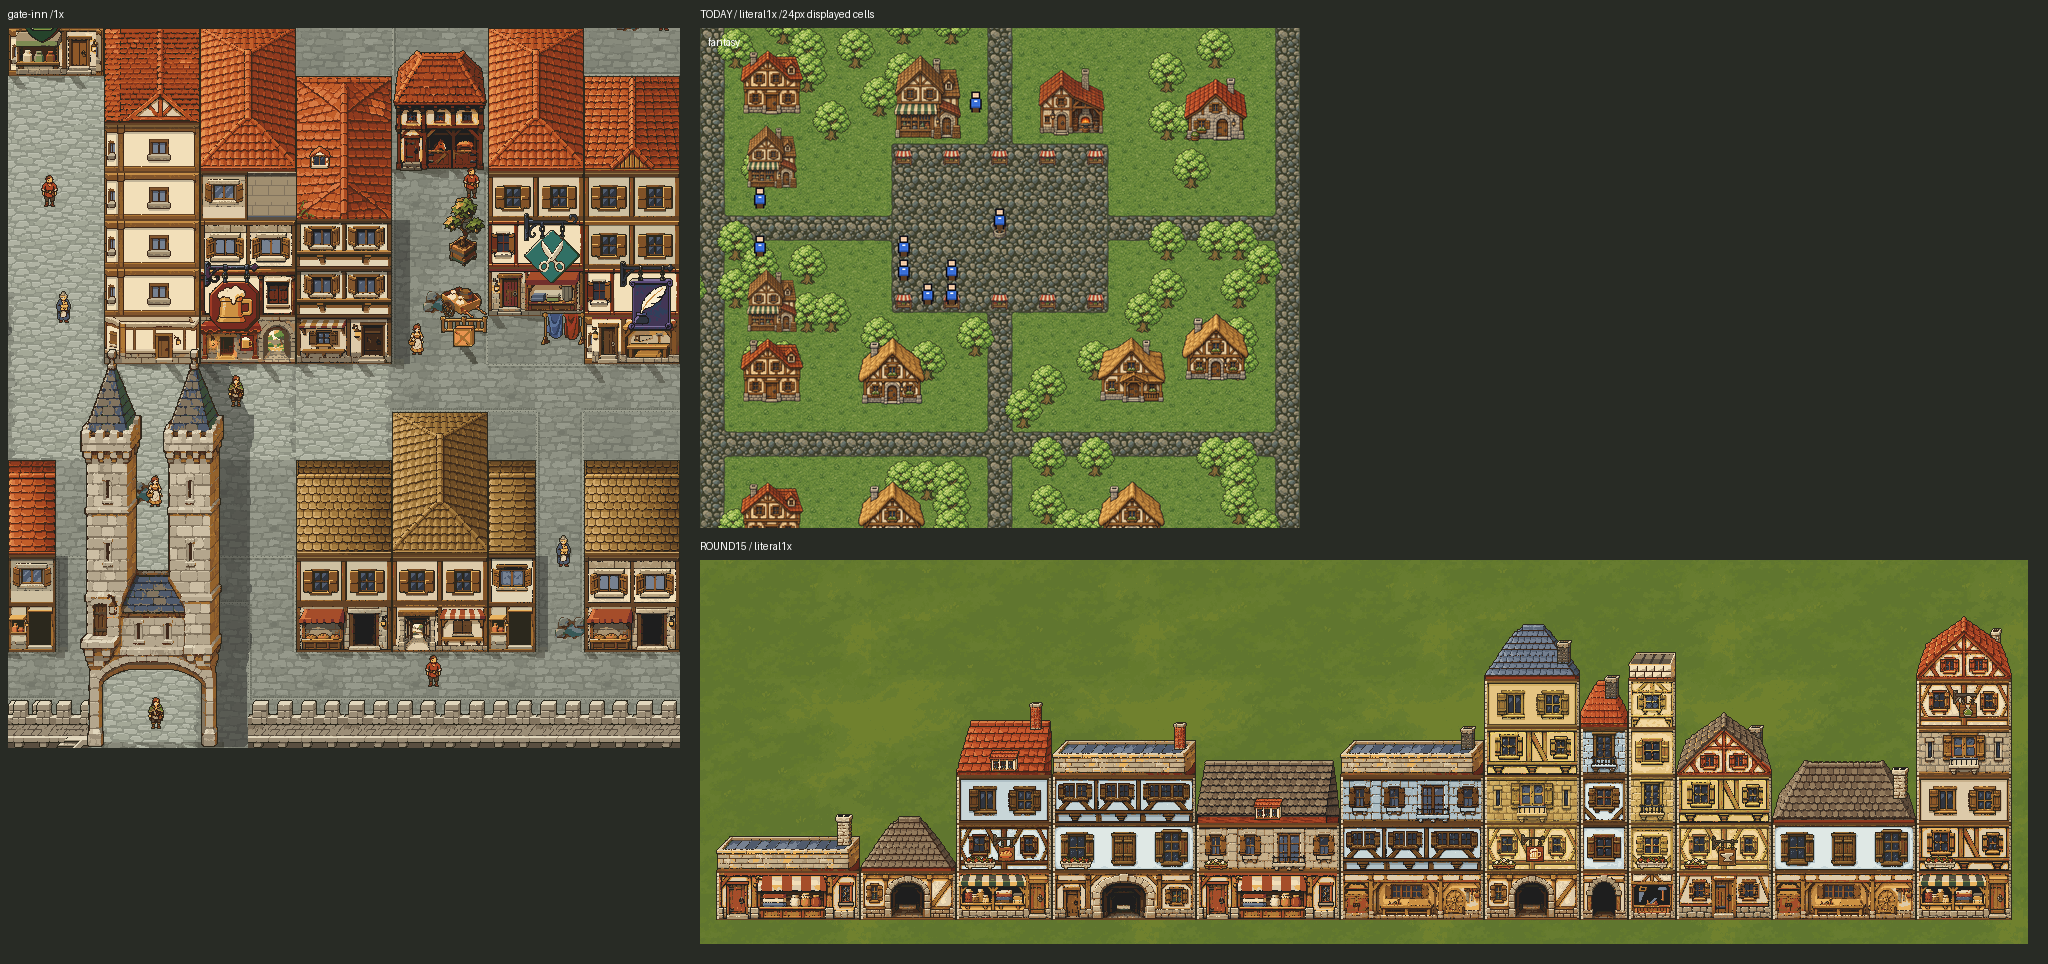 gate-inn /1x
TODAY / literal1x /24px displayed cells
fantasy
ROUND15 / literal1x